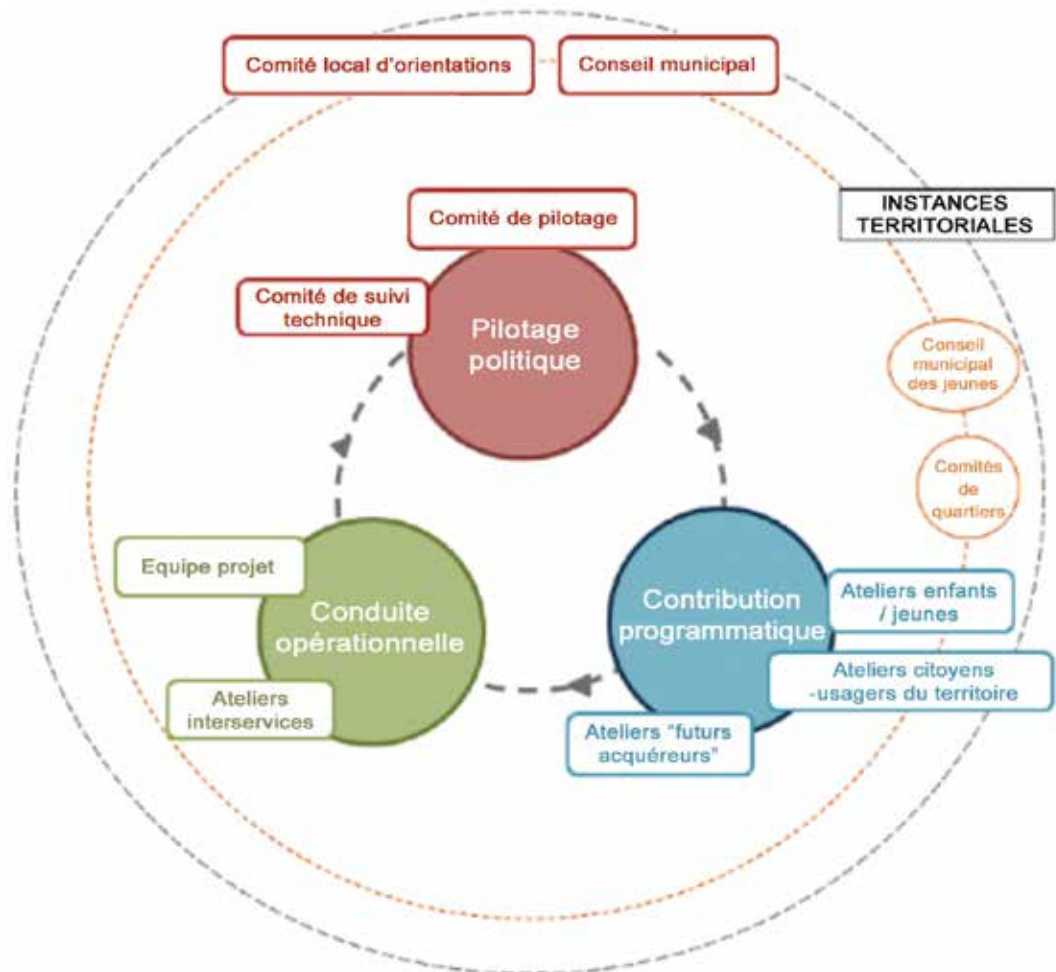 Comité local d'orientations
Conseil municipal
INSTANCES
TERRITORIALES
Comité de pilotage
Comité de suivi
technique
Pilotage
politique
Conseil
municipal
des jeunes
Comités
de
quartiers
Equipe projet
Conduite
opérationnelle
Ateliers
interservices
Contribution
programmatique
Ateliers enfants
/ jeunes
Ateliers citoyens
-usagers du territoire
Ateliers "futurs
acquéreurs"